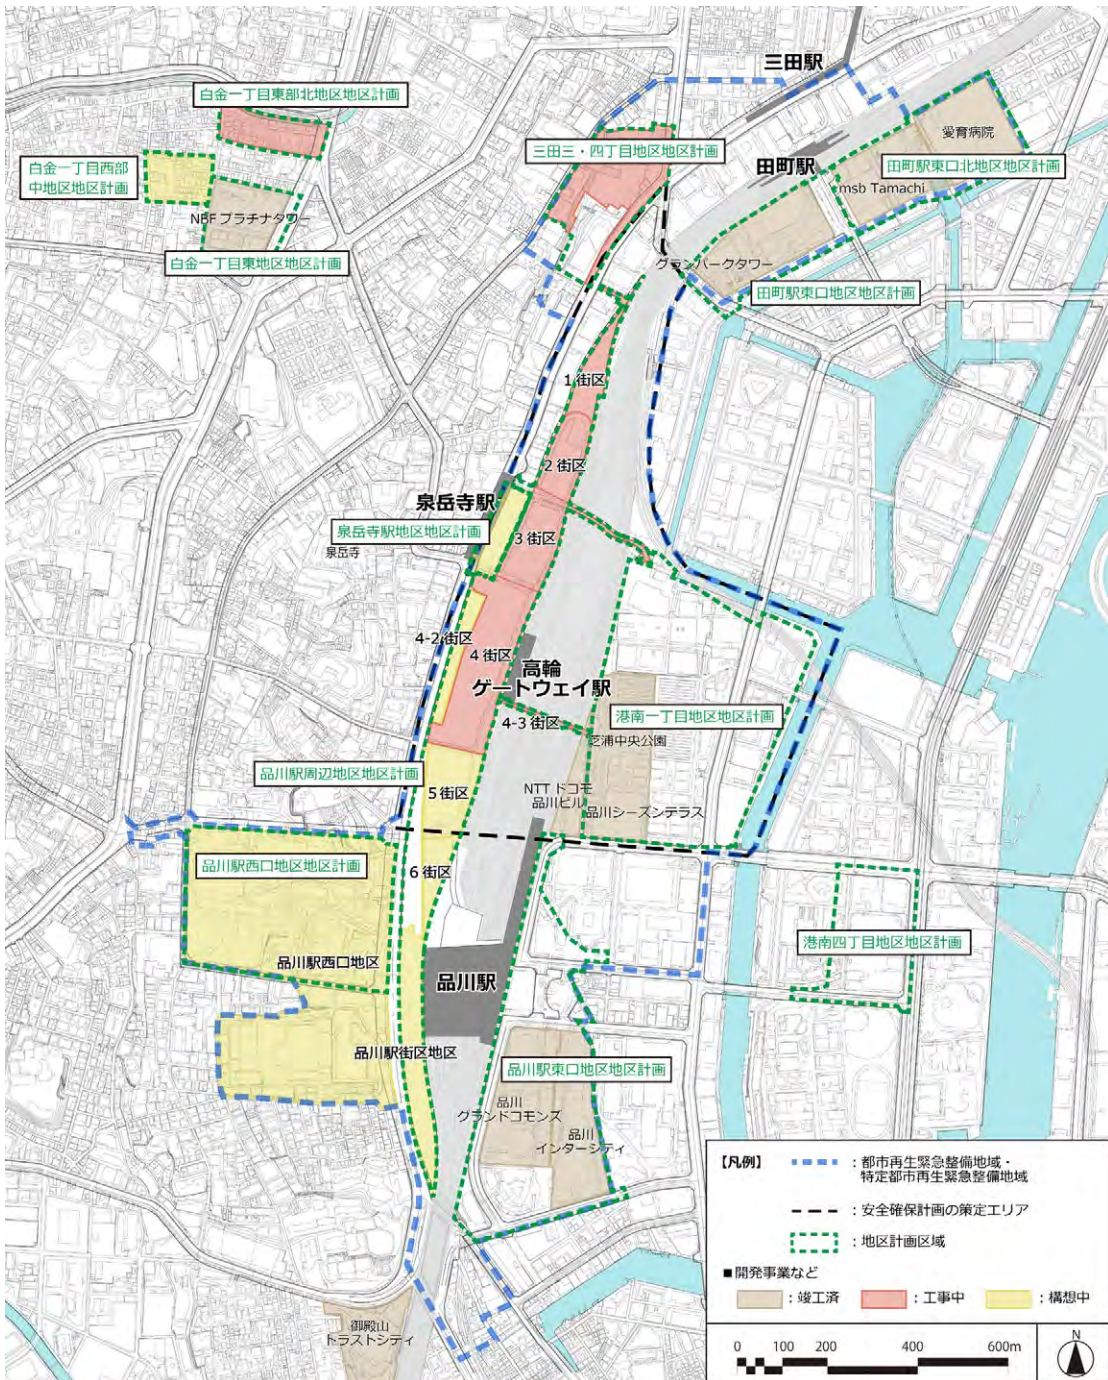 三田駅
白金一丁目東部北地区地区計画
愛育病院
三田三・四丁目地区地区計画
田町駅
田町駅東口北地区地区計画
白金一丁目西部
中地区地区計画
msb Tamachi
NBF プラチナタワー
白金一丁目東地区地区計画
グランパークタワー
田町駅東口地区地区計画
1 街区
2 街区
泉岳寺駅
泉岳寺駅地区地区計画
3 街区
泉岳寺
4-2 街区
4 街区
高輪
ゲートウェイ駅
4-3 街区
港南一丁目地区地区計画
芝浦中央公園
品川駅周辺地区地区計画
5 街区
NTT ドコモ
品川ビル
品川シーズンテラス
品川駅西口地区地区計画
6 街区
港南四丁目地区地区計画
品川駅西口地区
品川駅
品川駅街区地区
品川駅東口地区地区計画
品川
グランドコモンズ
品川
インターシティ
【凡例】
：都市再生緊急整備地域・
特定都市再生緊急整備地域
：安全確保計画の策定エリア
：地区計画区域
■開発事業など
：竣工済
：工事中
：構想中
御殿山
トラストシティ
0 100 200 400 600m
N